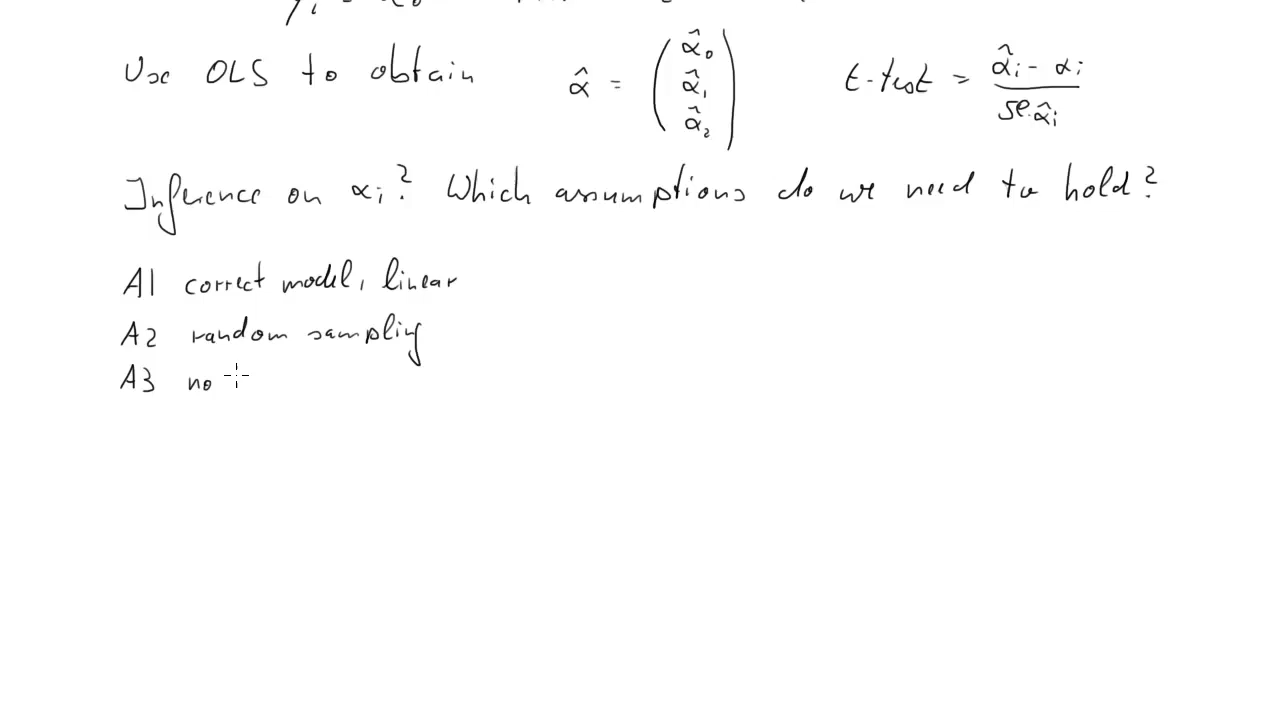 Use OLS to obtain α̂ = (α̂₀ α̂₁ α̂₂) t-test = (α̂ᵢ - αᵢ) / se α̂ᵢ
Inference on αᵢ? Which assumptions do we need to hold?
A1 correct model, linear
A2 random sampling
A3 no